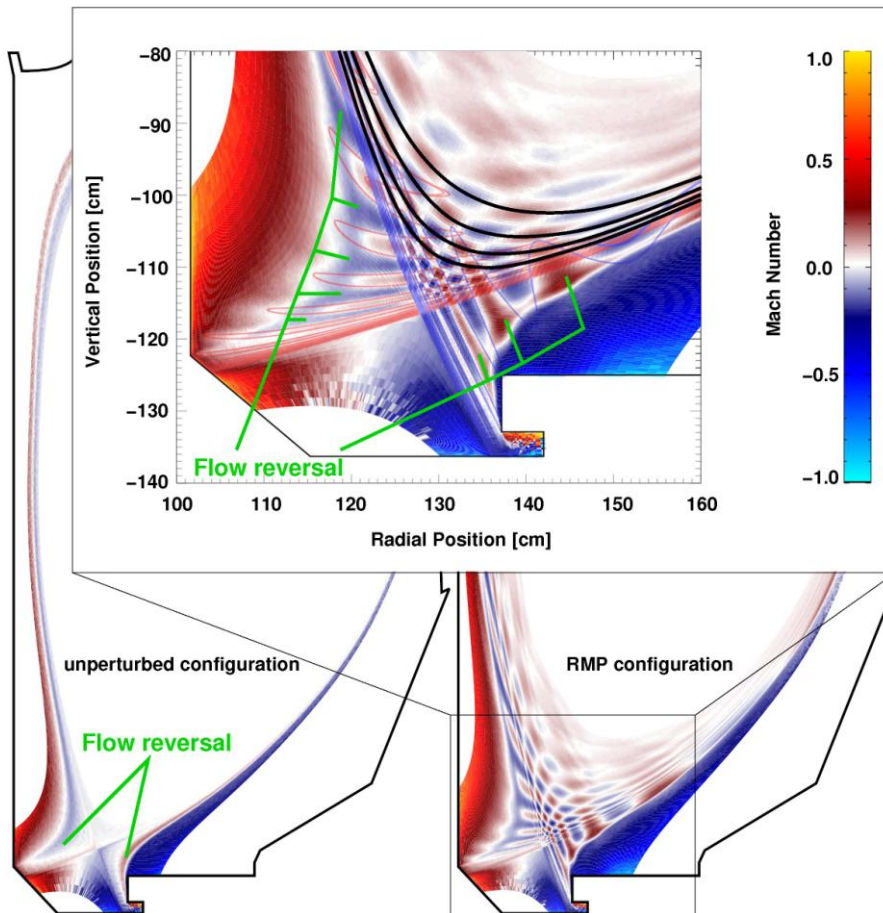 −80
−90
−100
−110
−120
−130
−140
Vertical Position [cm]
Flow reversal
100 110 120 130 140 150 160
Radial Position [cm]
1.0
0.5
0.0
−0.5
−1.0
Mach Number
unperturbed configuration
RMP configuration
Flow reversal